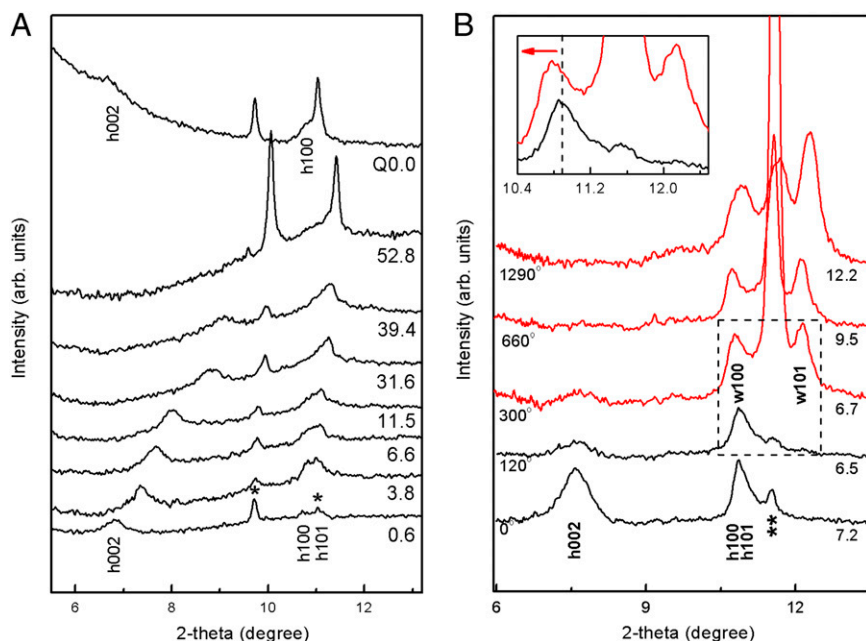 A
h002
h100
Q0.0
52.8
39.4
31.6
11.5
6.6
3.8
* *
h002
h100
h101
0.6
6 8 10 12
2-theta (degree)
Intensity (arb. units)
B
10.4 11.2 12.0
1290° 12.2
660° 9.5
300° w100 w101 6.7
120° 6.5
0° h002 h100 h101 ** 7.2
6 9 12
2-theta (degree)
Intensity (arb. units)